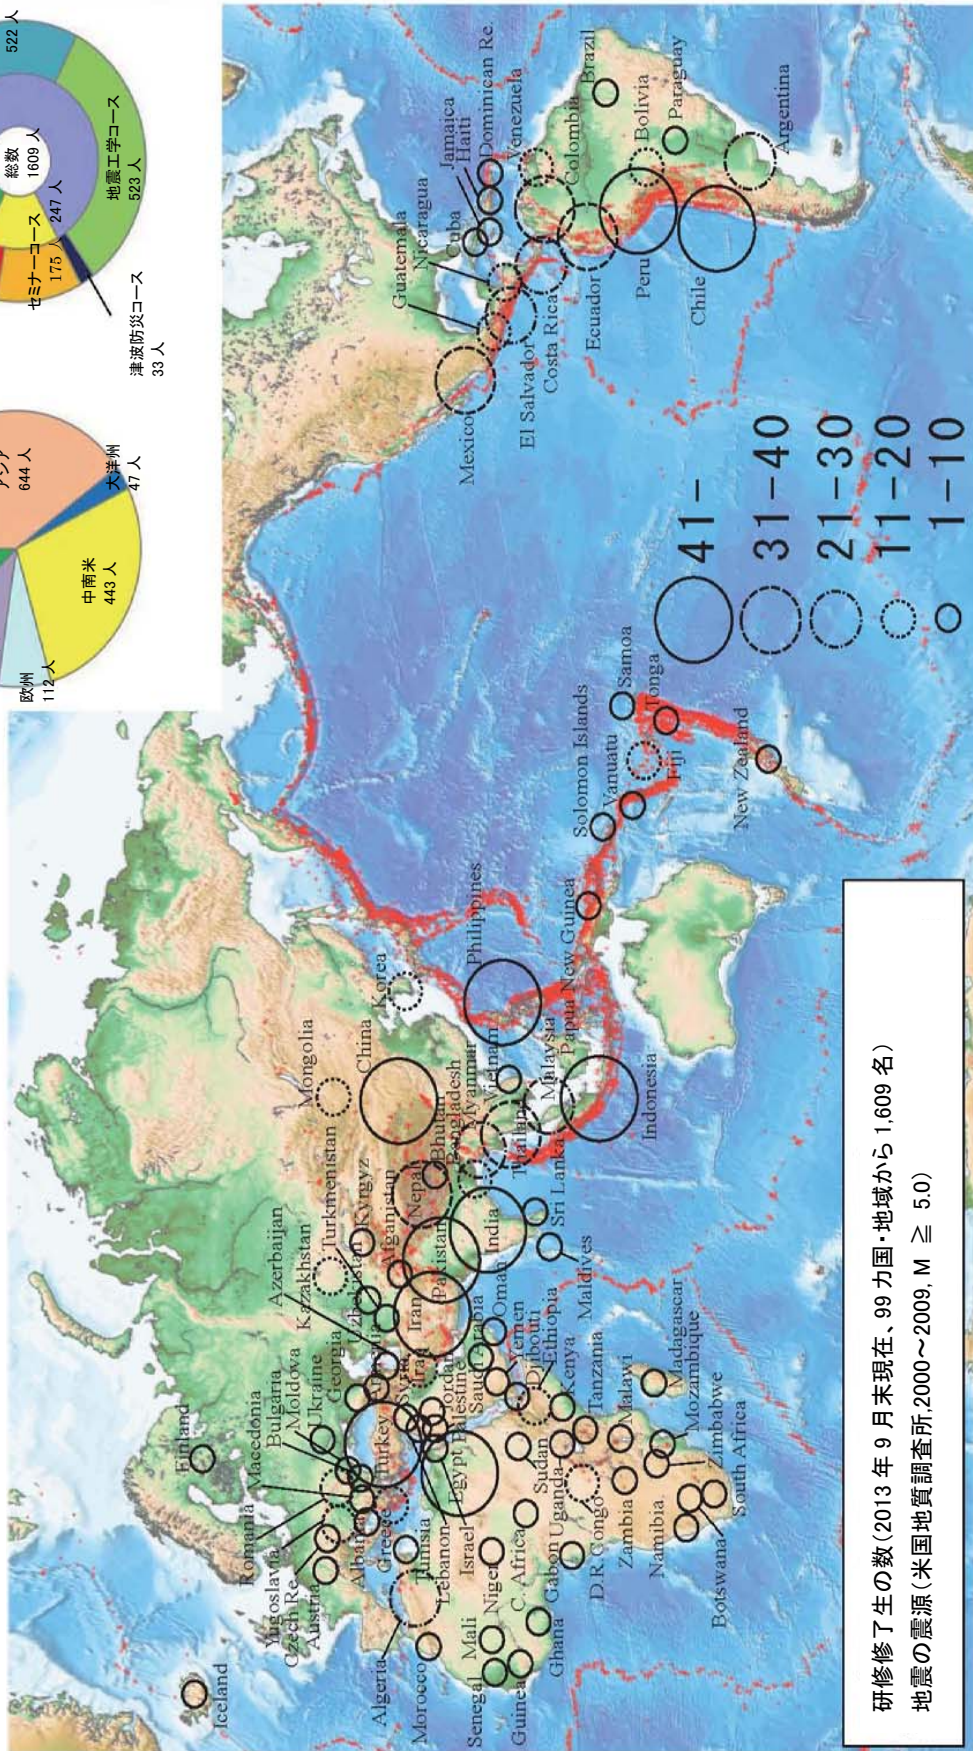 522 人
総数
1609 人
247 人
地震工学コース
523 人
セミナーコース
175 人
津波防災コース
33 人
アジア
644 人
大洋州
47 人
中南米
443 人
欧州
112 人
Iceland
Finland
Macedonia
Bulgaria
Moldova
Ukraine
Georgia
Azerbaijan
Kazakhstan
Turkmenistan
Uzbekistan
Kyrgyz
Mongolia
China
Korea
Romania
Yugoslavia
Czech Re.
Austria
Albania
Greece
Turkey
Syria
Iraq
Iran
Afganistan
Pakistan
Nepal
Bhutan
Bangladesh
Myanmar
India
Vietnam
Thailand
Malaysia
Philippines
Indonesia
Sri Lanka
Maldives
Papua New Guinea
Solomon Islands
Vanuatu
Samoa
Tonga
Fiji
New Zealand
Algeria
Morocco
Tunisia
Lebanon
Israel
Egypt
Palestine
Jordan
Saudi Arabia
Oman
Yemen
Djibouti
Ethiopia
Kenya
Tanzania
Malawi
Madagascar
Mozambique
Zimbabwe
South Africa
Botswana
Namibia
Zambia
D.R.Congo
Gabon
Uganda
Sudan
C. Africa
Niger
Mali
Senegal
Guinea
Ghana
Mexico
Guatemala
Nicaragua
El Salvador
Costa Rica
Cuba
Jamaica
Haiti
Dominican Re.
Venezuela
Colombia
Ecuador
Peru
Chile
Brazil
Bolivia
Paraguay
Argentina
41－
31－40
21－30
11－20
1－10
研修修了生の数(2013 年 9 月末現在、99 カ国・地域から 1,609 名)
地震の震源(米国地質調査所,2000～2009, M ≧ 5.0)